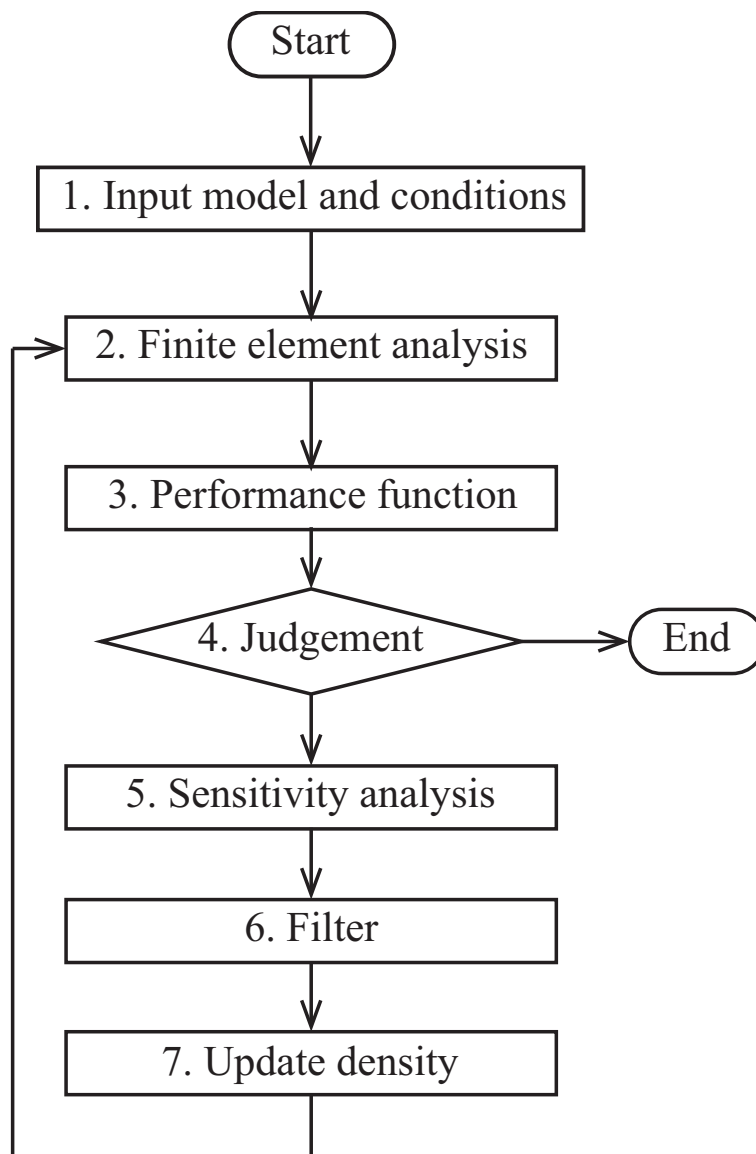 Start
1. Input model and conditions
2. Finite element analysis
3. Performance function
4. Judgement
End
5. Sensitivity analysis
6. Filter
7. Update density